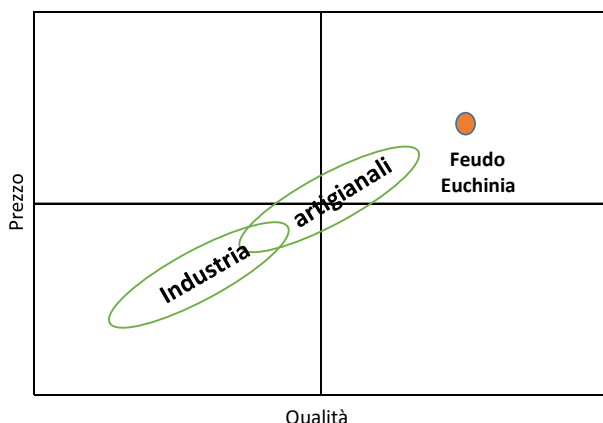 Prezzo
Feudo
Euchinia
artigianali
Industria
Qualità